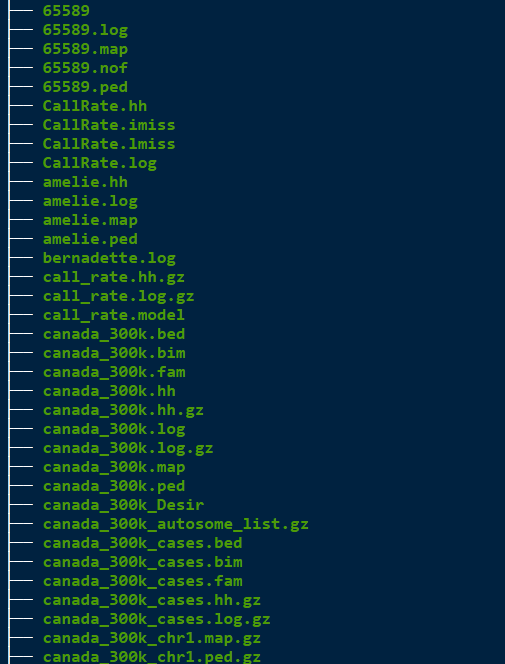 65589
65589.log
65589.map
65589.nof
65589.ped
CallRate.hh
CallRate.imiss
CallRate.lmiss
CallRate.log
amelie.hh
amelie.log
amelie.map
amelie.ped
bernadette.log
call_rate.hh.gz
call_rate.log.gz
call_rate.model
canada_300k.bed
canada_300k.bim
canada_300k.fam
canada_300k.hh
canada_300k.hh.gz
canada_300k.log
canada_300k.log.gz
canada_300k.map
canada_300k.ped
canada_300k_Desir
canada_300k_autosome_list.gz
canada_300k_cases.bed
canada_300k_cases.bim
canada_300k_cases.fam
canada_300k_cases.hh.gz
canada_300k_cases.log.gz
canada_300k_chr1.map.gz
canada_300k_chr1.ped.gz